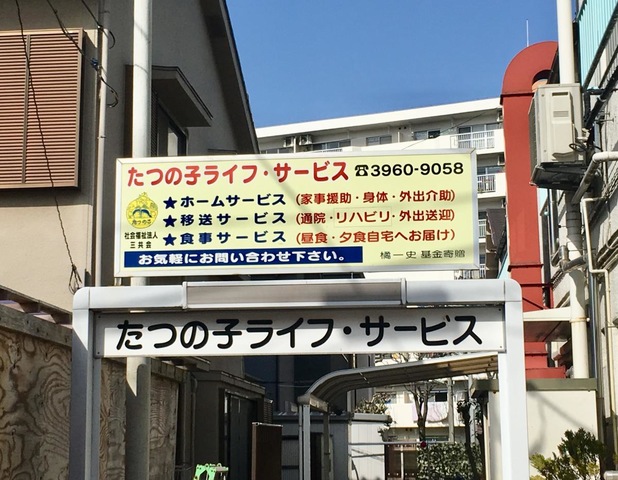 たつの子ライフ・サービス ☎3960-9058
★ホームサービス(家事援助・身体・外出介助)
★移送サービス(通院・リハビリ・外出送迎)
★食事サービス(昼食・夕食自宅へお届け)
たつのこ
社会福祉法人
三共会
お気軽にお問い合わせ下さい。
橘一史 基金寄贈
たつの子ライフ・サービス